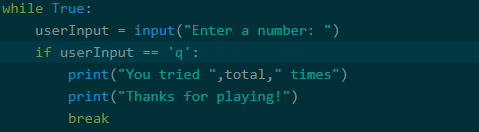 while True:
    userInput = input("Enter a number: ")
    if userInput == 'q':
        print("You tried ",total," times")
        print("Thanks for playing!")
        break